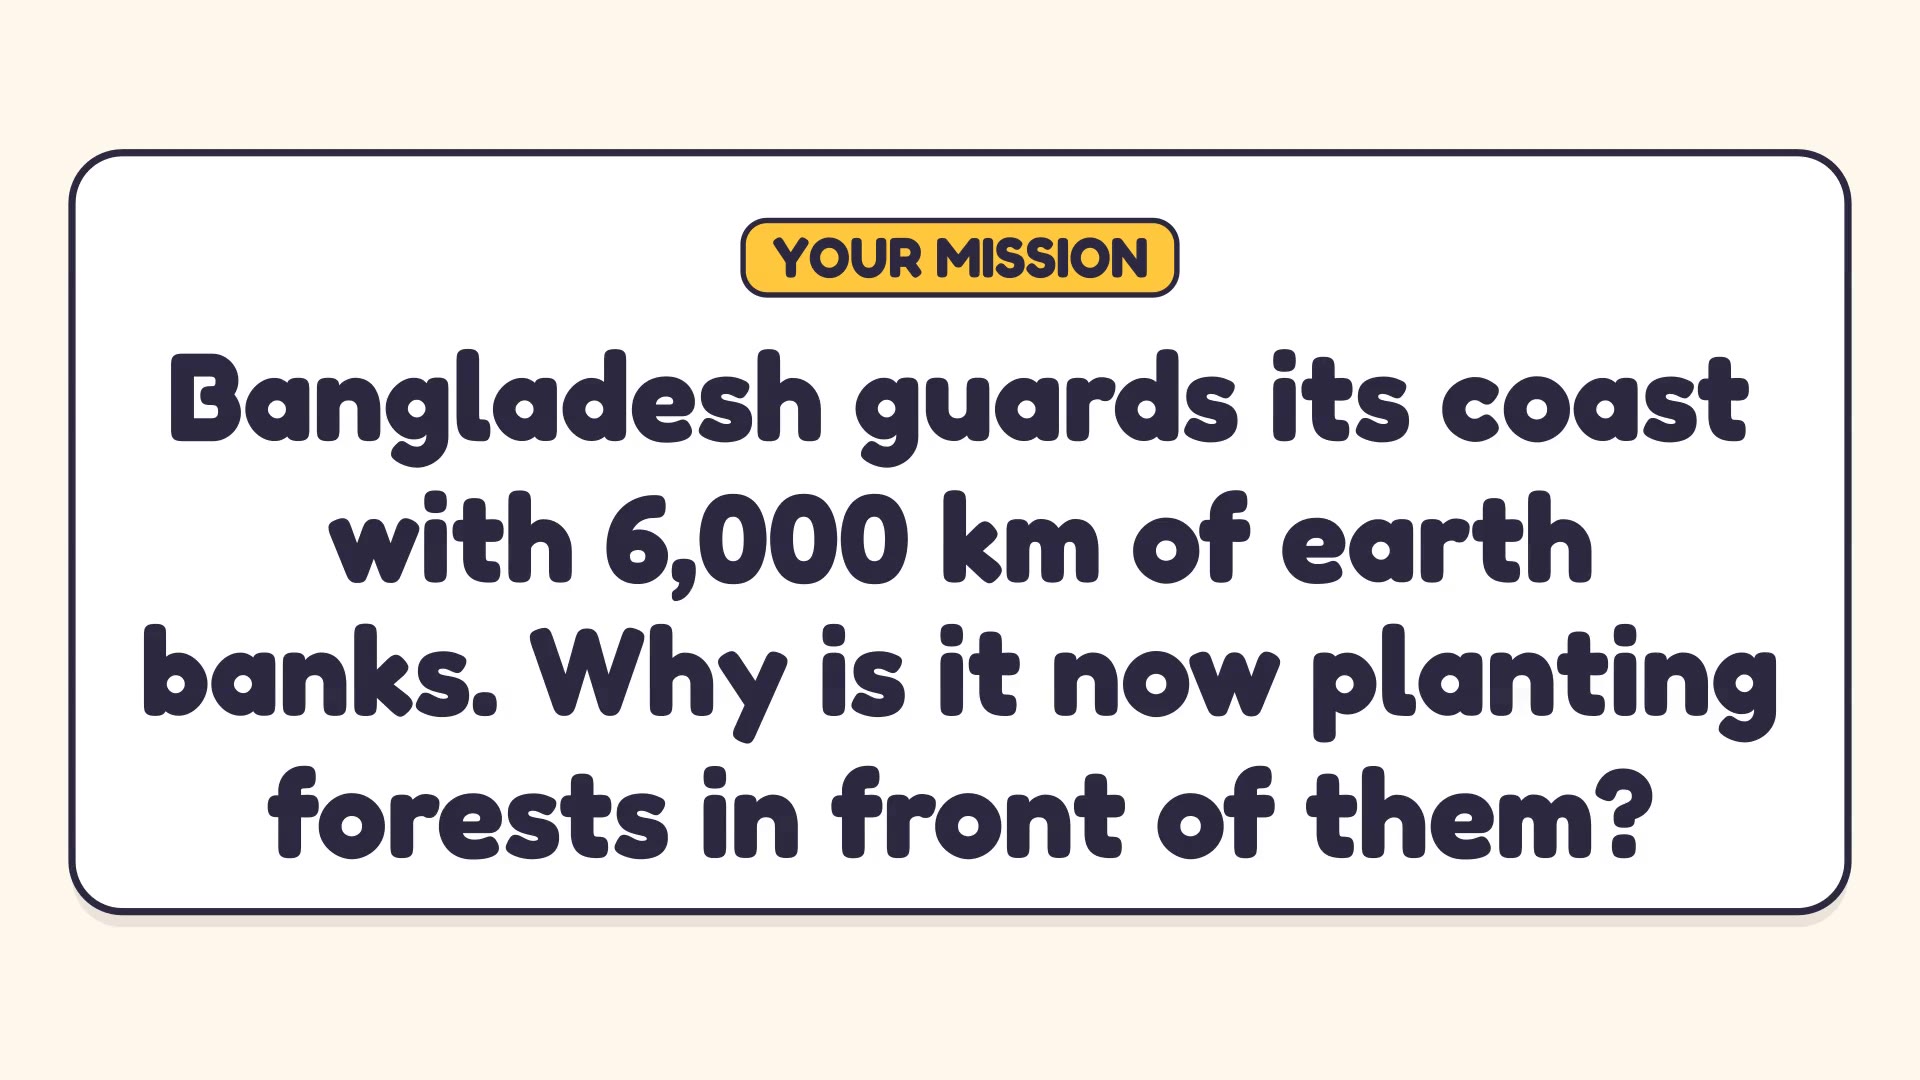 YOUR MISSION
Bangladesh guards its coast
with 6,000 km of earth
banks. Why is it now planting
forests in front of them?